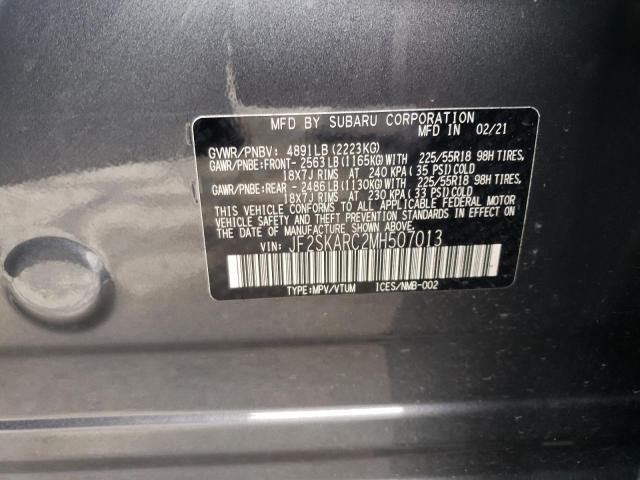 MFD BY SUBARU CORPORATION
MFD IN 02/21
GVWR/PNBV: 4891LB (2223KG)
GAWR/PNBE:FRONT-2563LB(1165KG)WITH 225/55R18 98H TIRES,
18X7J RIMS AT 240 KPA( 35 PSI)COLD
GAWR/PNBE:REAR -2486LB(1130KG)WITH 225/55R18 98H TIRES,
18X7J RIMS AT 230 KPA( 33 PSI)COLD
THIS VEHICLE CONFORMS TO ALL APPLICABLE FEDERAL MOTOR
VEHICLE SAFETY AND THEFT PREVENTION STANDARDS IN
EFFECT ON THE DATE OF MANUFACTURE SHOWN ABOVE.
VIN: JF2SKARC2MH507013
TYPE:MPV/VTUM ICES/NMB-002